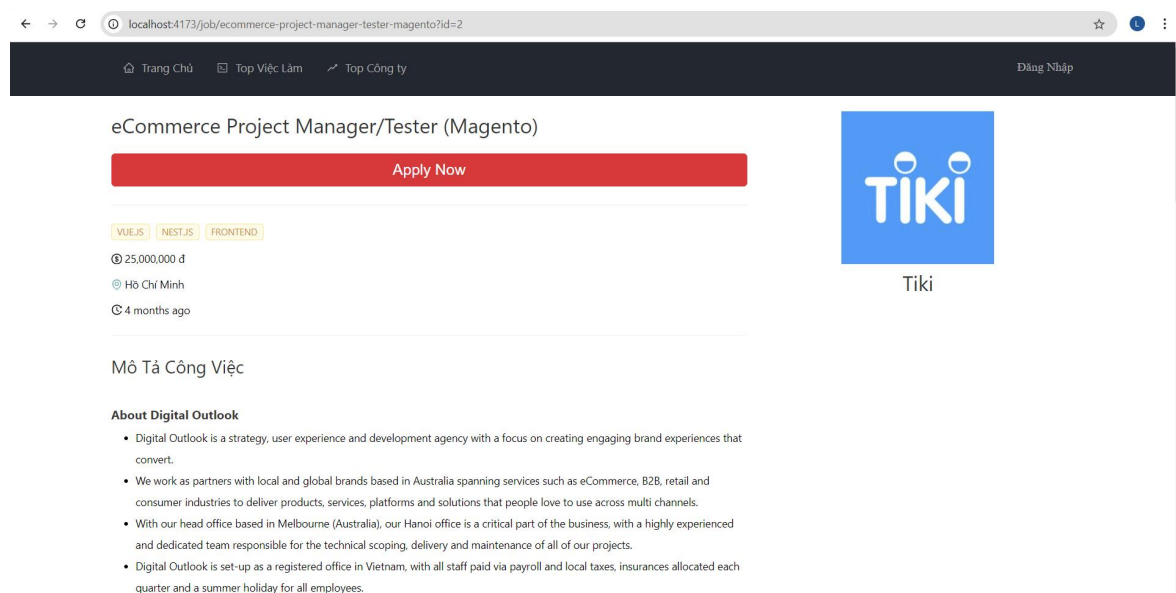 localhost:4173/job/ecommerce-project-manager-tester-magento?id=2
L
Trang Chủ Top Việc Làm Top Công ty Đăng Nhập
eCommerce Project Manager/Tester (Magento)
Apply Now
VUE.JS NEST.JS FRONTEND
25,000,000 đ
Hồ Chí Minh
4 months ago
TIKI
Tiki
Mô Tả Công Việc
About Digital Outlook
Digital Outlook is a strategy, user experience and development agency with a focus on creating engaging brand experiences that
convert.
We work as partners with local and global brands based in Australia spanning services such as eCommerce, B2B, retail and
consumer industries to deliver products, services, platforms and solutions that people love to use across multi channels.
With our head office based in Melbourne (Australia), our Hanoi office is a critical part of the business, with a highly experienced
and dedicated team responsible for the technical scoping, delivery and maintenance of all of our projects.
Digital Outlook is set-up as a registered office in Vietnam, with all staff paid via payroll and local taxes, insurances allocated each
quarter and a summer holiday for all employees.